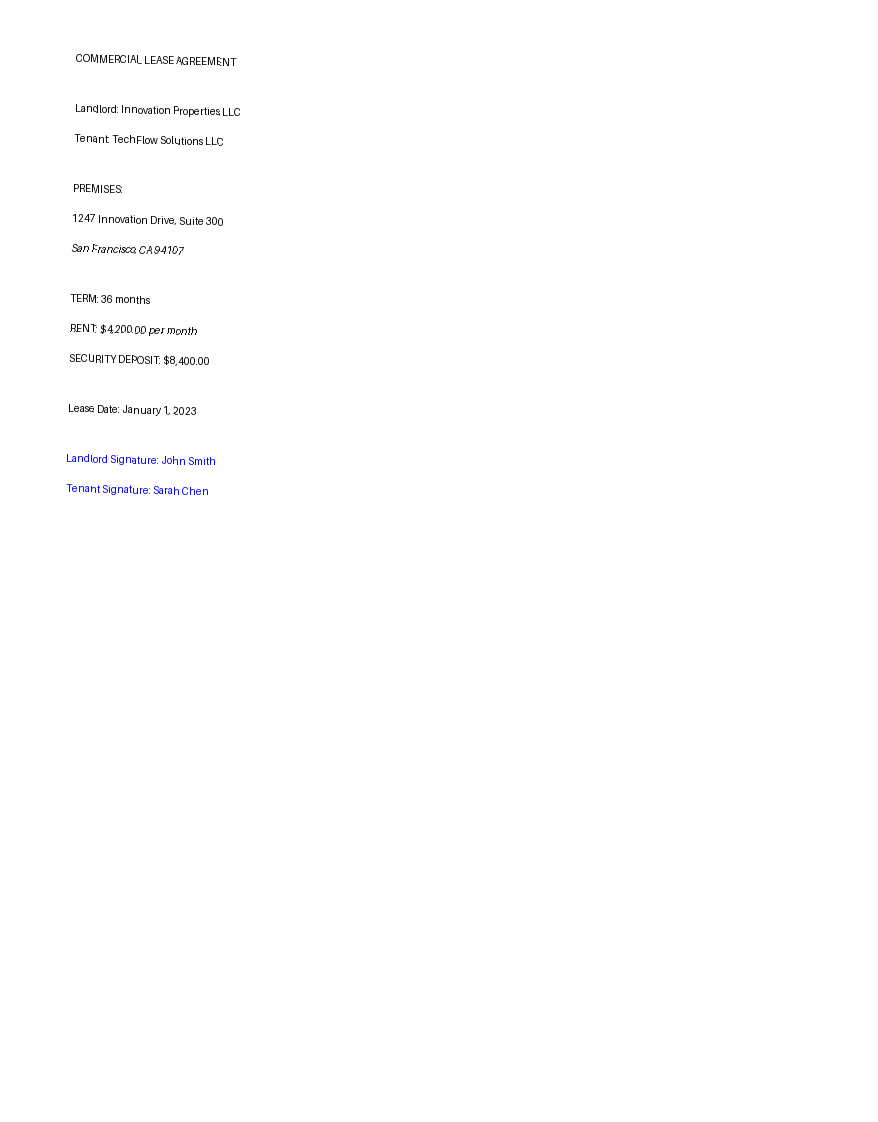 COMMERCIAL LEASE AGREEMENT
Landlord: Innovation Properties LLC
Tenant: TechFlow Solutions LLC
PREMISES:
1247 Innovation Drive, Suite 300
San Francisco, CA 94107
TERM: 36 months
RENT: $4,200.00 per month
SECURITY DEPOSIT: $8,400.00
Lease Date: January 1, 2023
Landlord Signature: John Smith
Tenant Signature: Sarah Chen